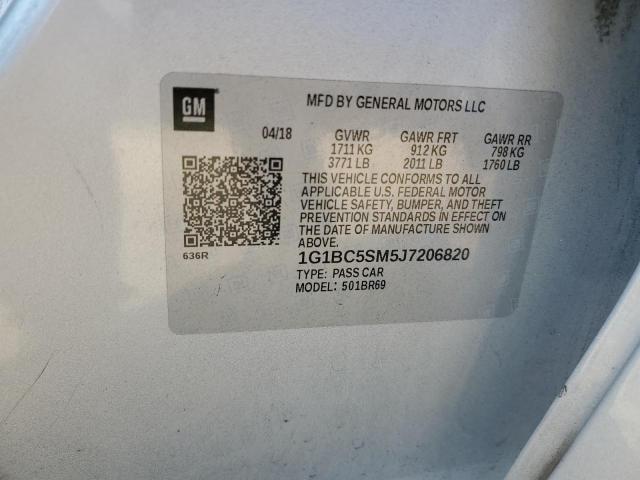 GM
MFD BY GENERAL MOTORS LLC
04/18 GVWR GAWR FRT GAWR RR
1711 KG 912 KG 798 KG
3771 LB 2011 LB 1760 LB
THIS VEHICLE CONFORMS TO ALL
APPLICABLE U.S. FEDERAL MOTOR
VEHICLE SAFETY, BUMPER, AND THEFT
PREVENTION STANDARDS IN EFFECT ON
THE DATE OF MANUFACTURE SHOWN
ABOVE.
636R
1G1BC5SM5J7206820
TYPE: PASS CAR
MODEL: 501BR69